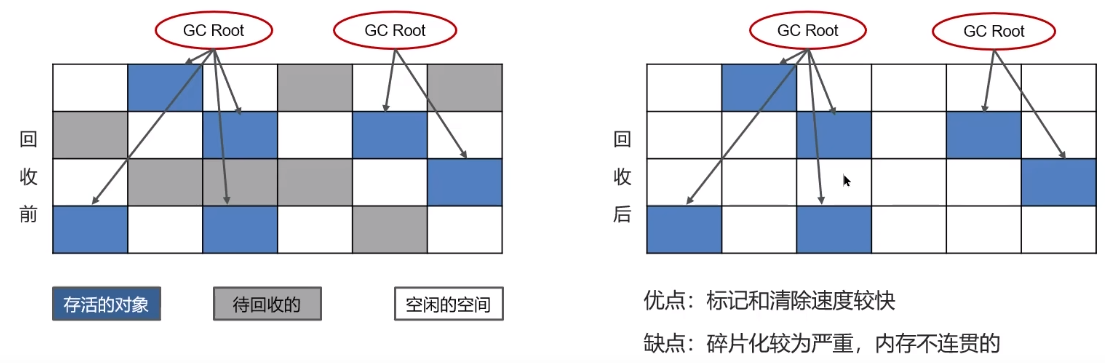 GC Root
GC Root
回收前
存活的对象
待回收的
空闲的空间
GC Root
GC Root
回收后
优点：标记和清除速度较快
缺点：碎片化较为严重，内存不连贯的